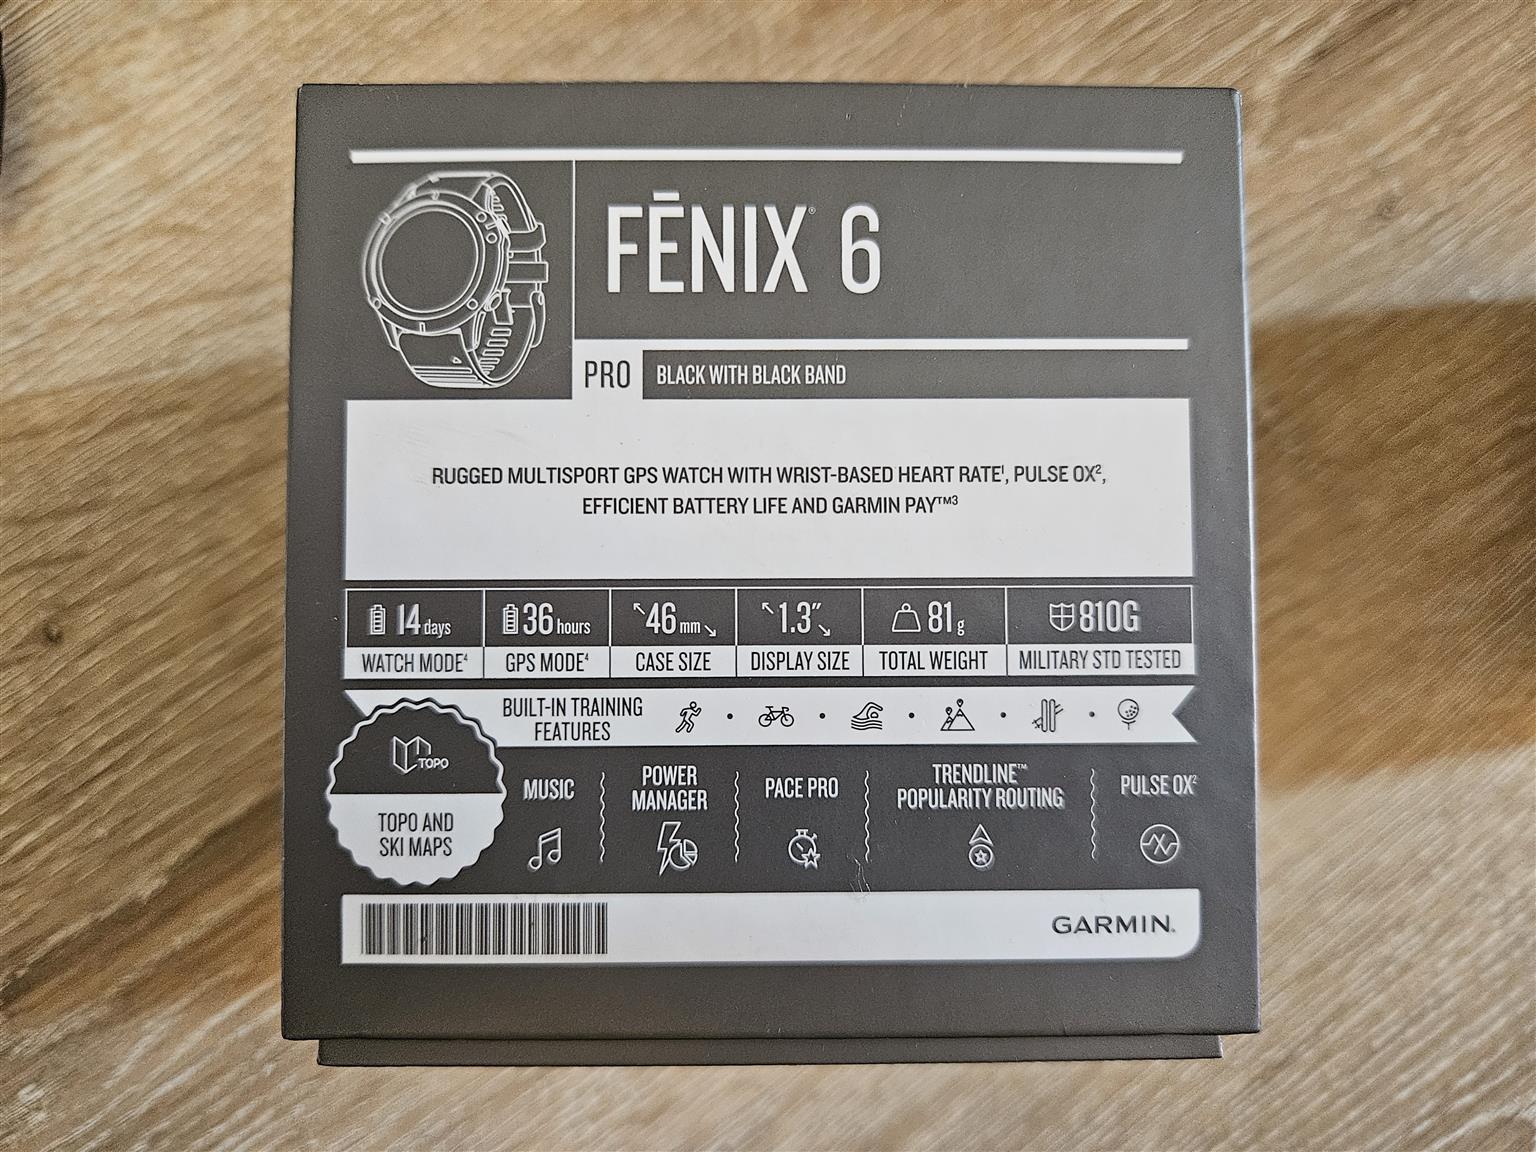 FĒNIX® 6
PRO
BLACK WITH BLACK BAND
RUGGED MULTISPORT GPS WATCH WITH WRIST-BASED HEART RATE¹, PULSE OX²,
EFFICIENT BATTERY LIFE AND GARMIN PAY™³
14 days
WATCH MODE⁴
36 hours
GPS MODE⁴
46 mm
CASE SIZE
1.3″
DISPLAY SIZE
81 g
TOTAL WEIGHT
810G
MILITARY STD TESTED
BUILT-IN TRAINING
FEATURES
TOPO
TOPO AND
SKI MAPS
MUSIC
POWER
MANAGER
PACE PRO
TRENDLINE™
POPULARITY ROUTING
PULSE OX²
GARMIN.